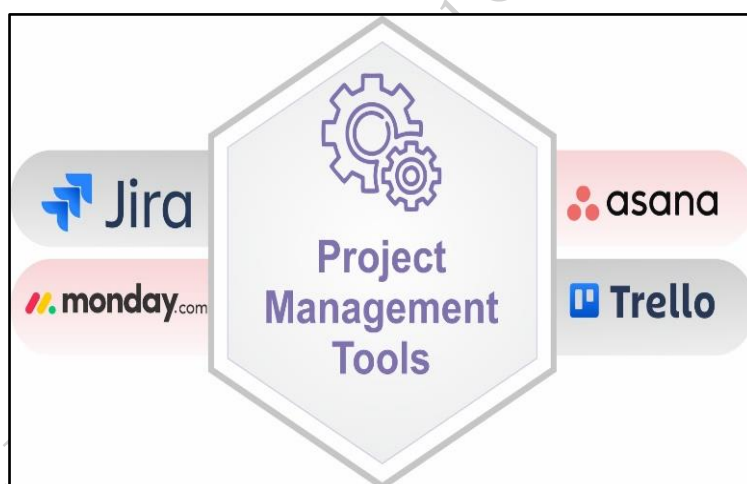 Jira
monday.com
Project
Management
Tools
asana
Trello